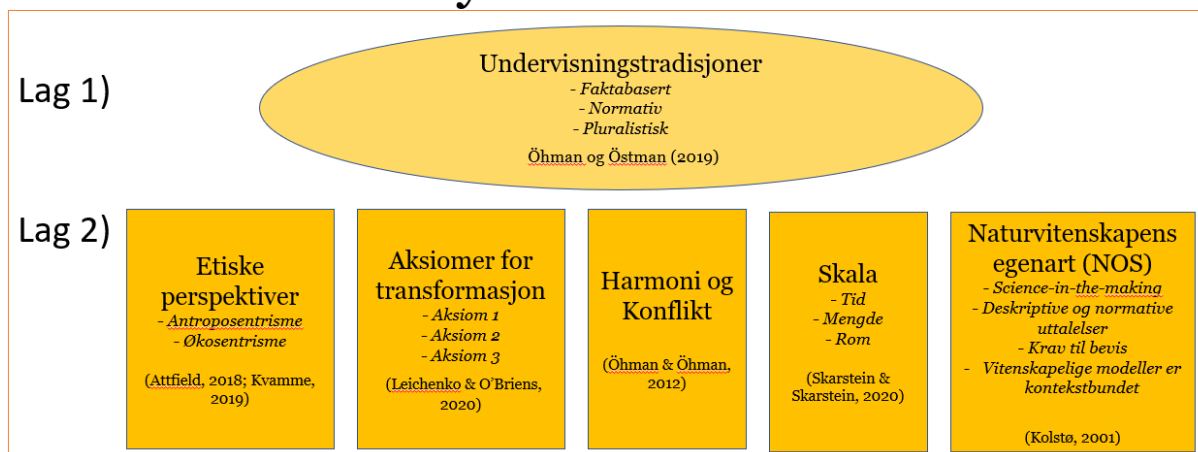 Lag 1)
Undervisningstradisjoner
- Faktabasert
- Normativ
- Pluralistisk
Öhman og Östman (2019)
Lag 2)
Etiske
perspektiver
- Antroposentrisme
- Økosentrisme
(Attfield, 2018; Kvamme,
2019)
Aksiomer for
transformasjon
- Aksiom 1
- Aksiom 2
- Aksiom 3
(Leichenko & O’Briens,
2020)
Harmoni og
Konflikt
(Öhman & Öhman,
2012)
Skala
- Tid
- Mengde
- Rom
(Skarstein &
Skarstein, 2020)
Naturvitenskapens
egenart (NOS)
- Science-in-the-making
- Deskriptive og normative
uttalelser
- Krav til bevis
- Vitenskapelige modeller er
kontekstbundet
(Kolstø, 2001)